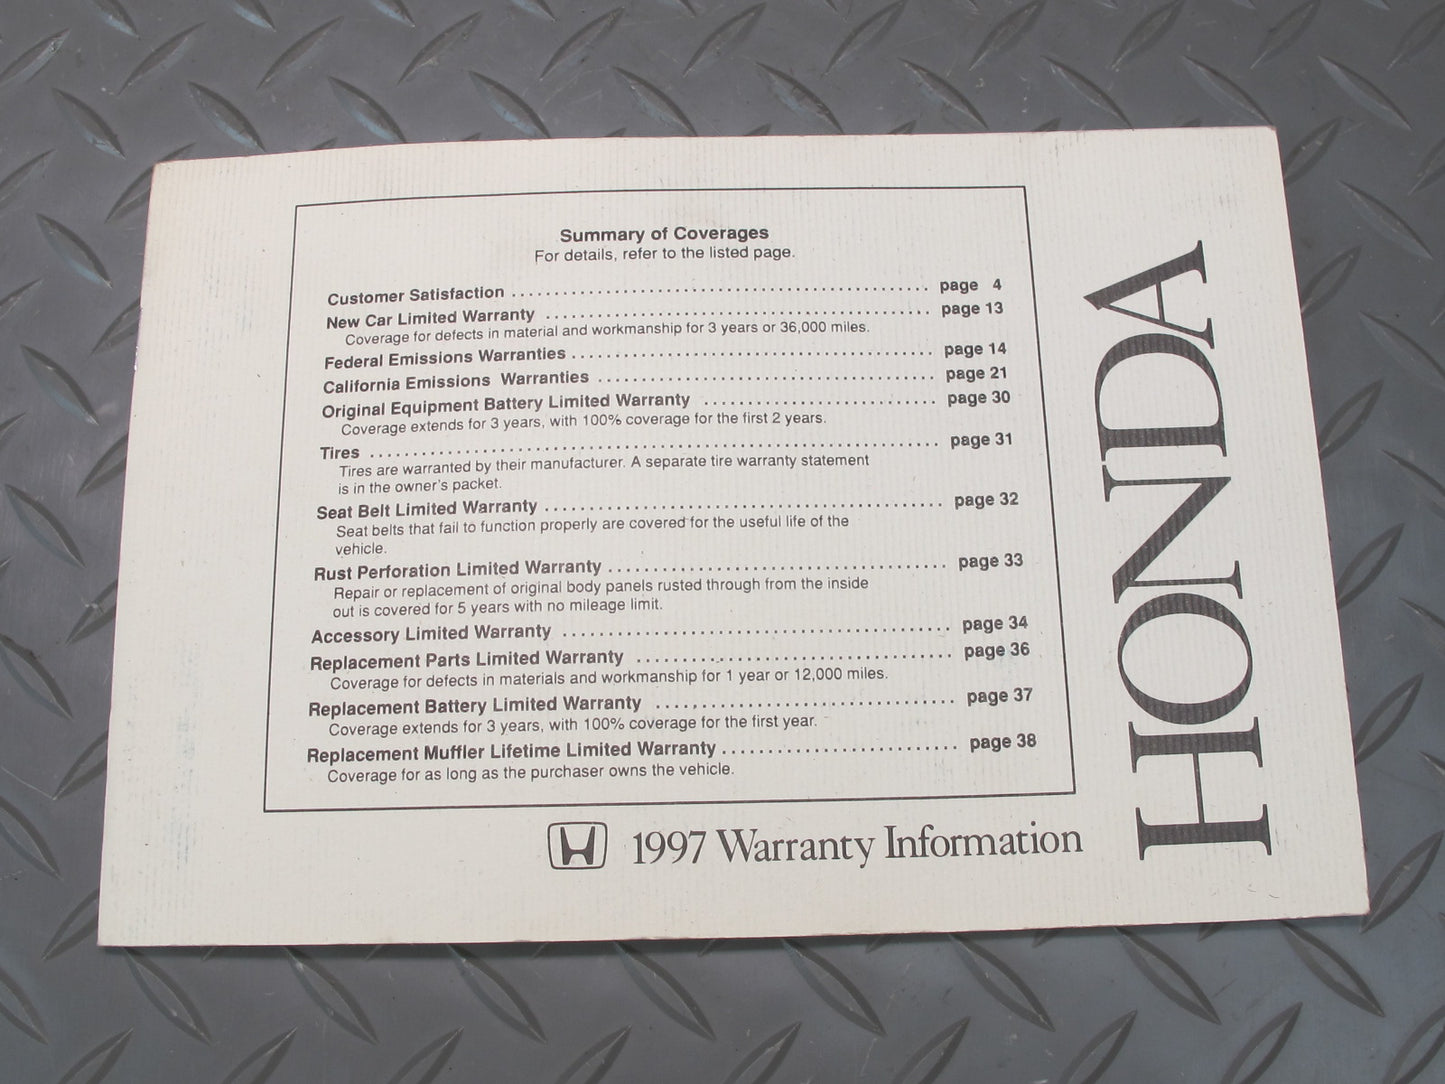 Summary of Coverages
For details, refer to the listed page.
Customer Satisfaction ........................................ page 4
New Car Limited Warranty ........................................ page 13
Coverage for defects in material and workmanship for 3 years or 36,000 miles.
Federal Emissions Warranties ........................................ page 14
California Emissions Warranties ........................................ page 21
Original Equipment Battery Limited Warranty ............................ page 30
Coverage extends for 3 years, with 100% coverage for the first 2 years.
Tires ........................................ page 31
Tires are warranted by their manufacturer. A separate tire warranty statement
is in the owner's packet.
Seat Belt Limited Warranty ........................................ page 32
Seat belts that fail to function properly are covered for the useful life of the
vehicle.
Rust Perforation Limited Warranty ........................................ page 33
Repair or replacement of original body panels rusted through from the inside
out is covered for 5 years with no mileage limit.
Accessory Limited Warranty ........................................ page 34
Replacement Parts Limited Warranty ................................... page 36
Coverage for defects in materials and workmanship for 1 year or 12,000 miles.
Replacement Battery Limited Warranty ................................. page 37
Coverage extends for 3 years, with 100% coverage for the first year.
Replacement Muffler Lifetime Limited Warranty .......................... page 38
Coverage for as long as the purchaser owns the vehicle.
1997 Warranty Information
HONDA